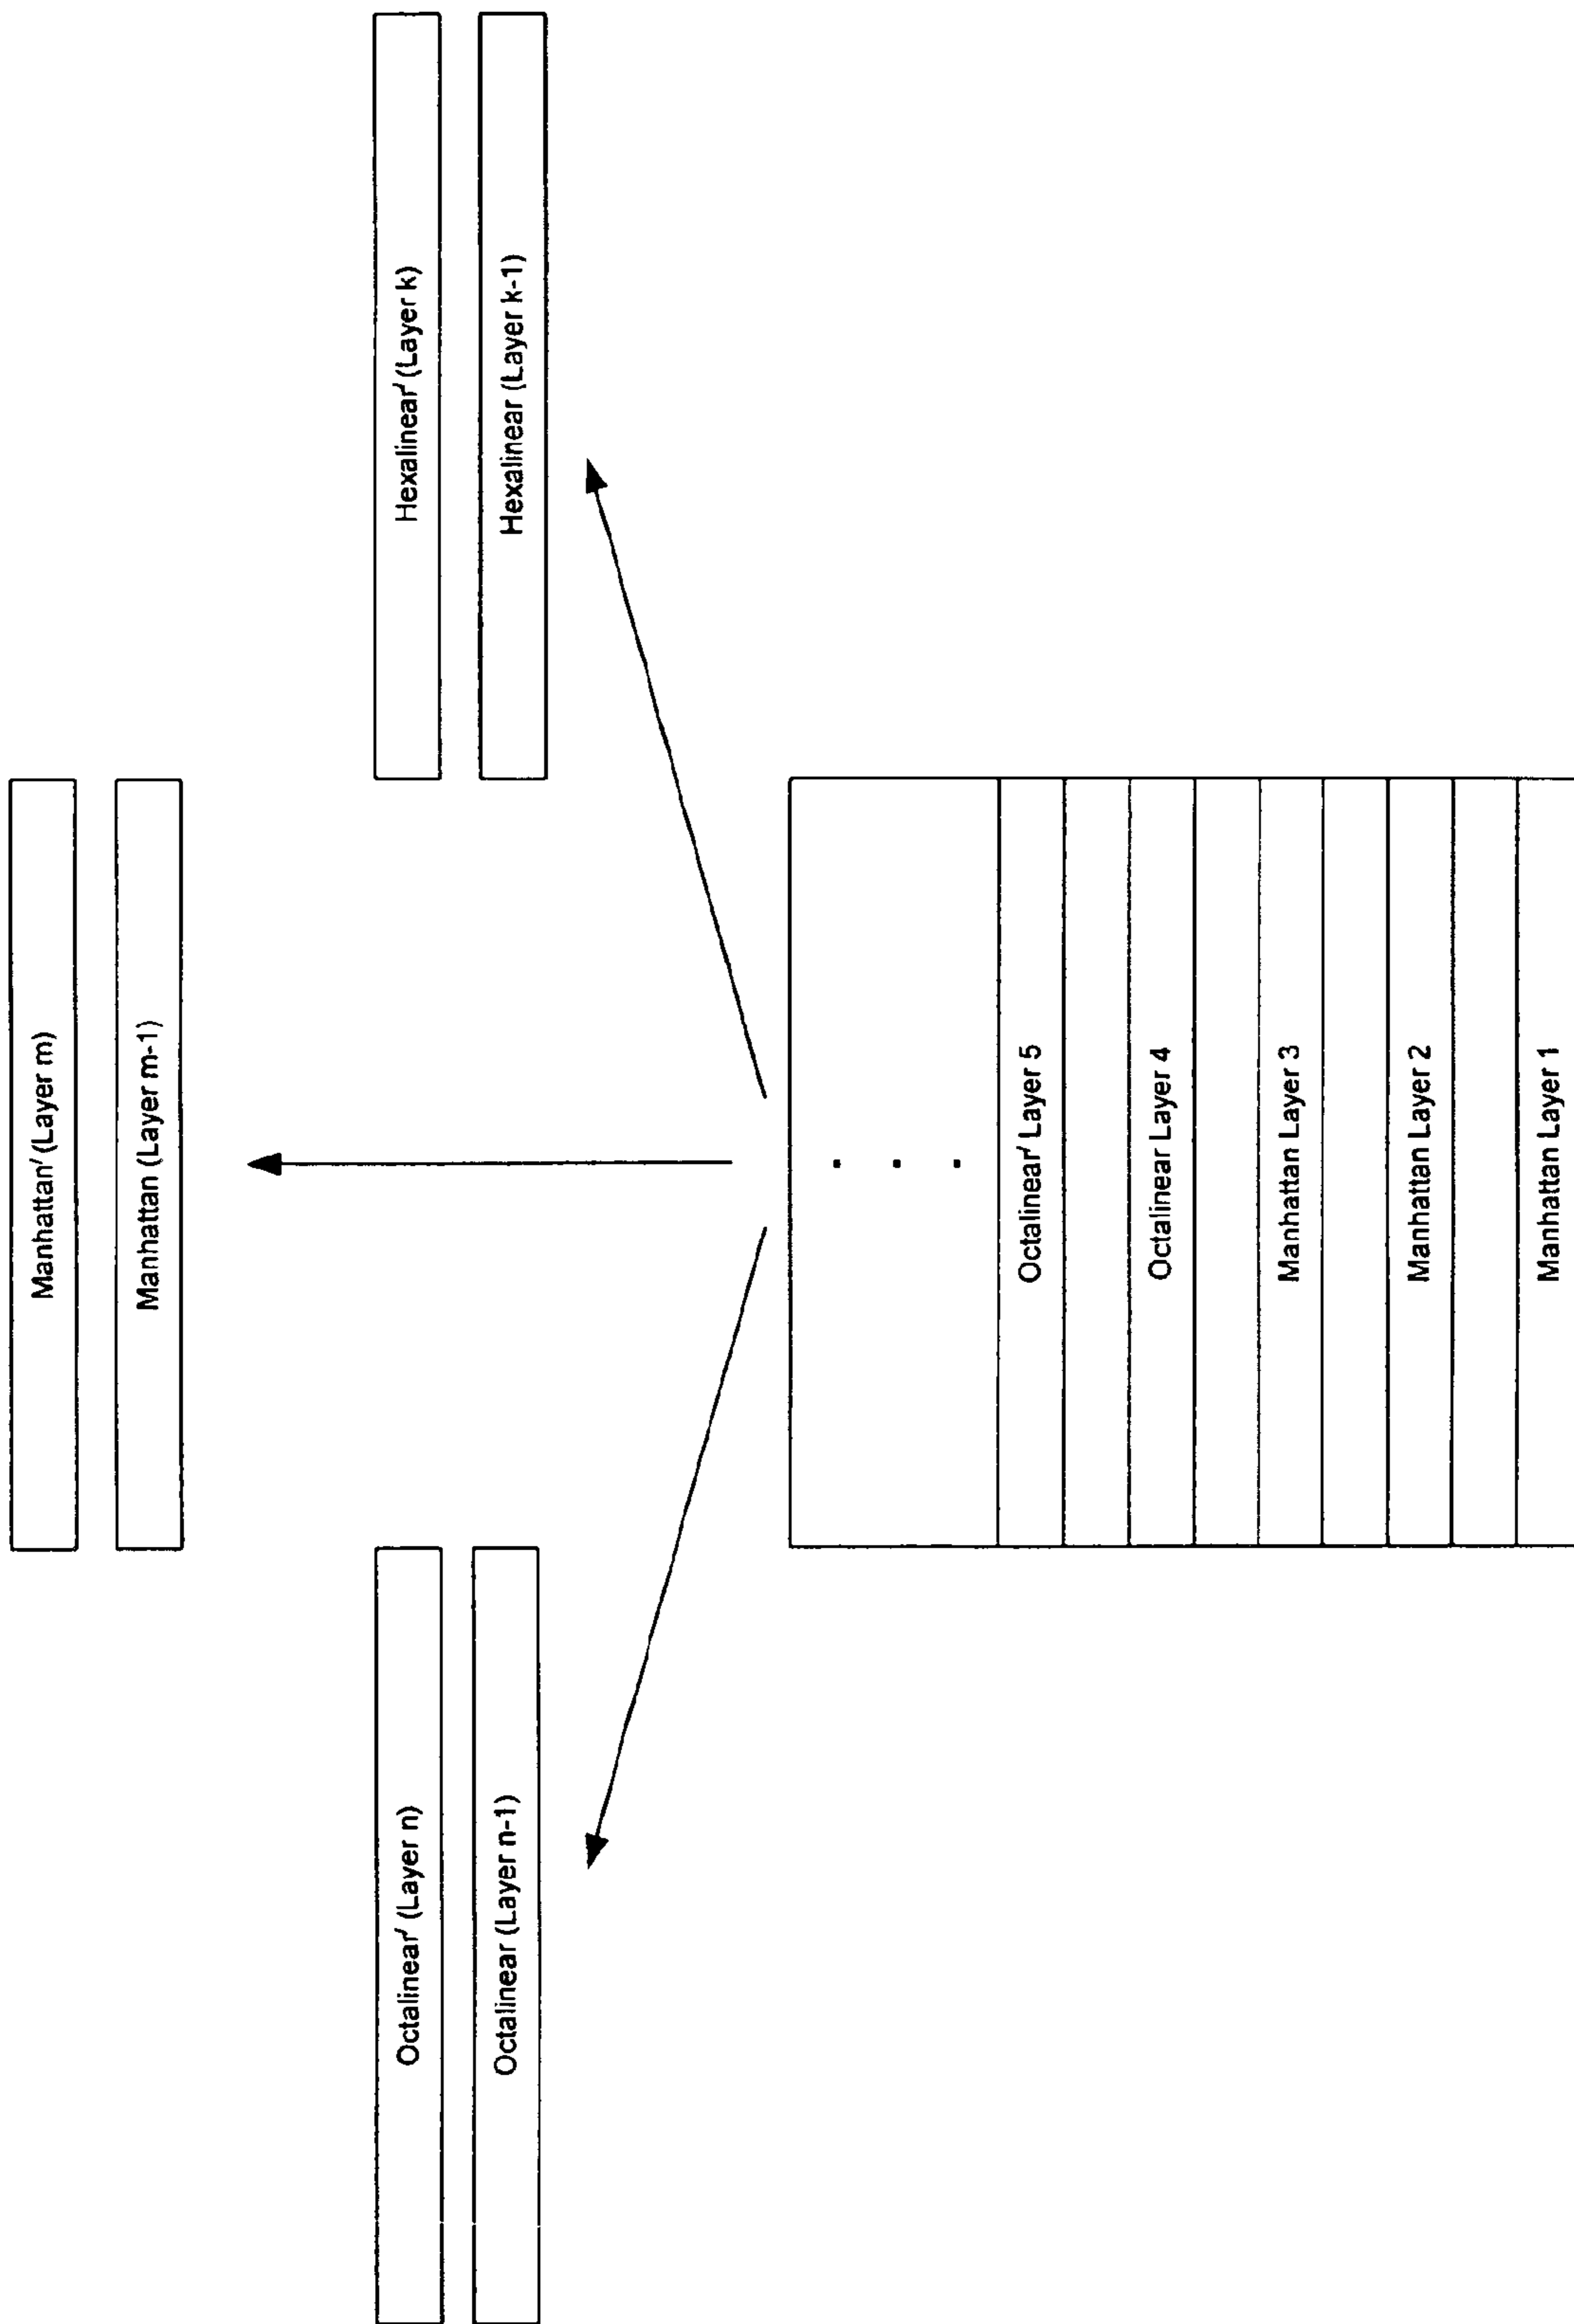 Manhattan' (Layer m)
Manhattan (Layer m-1)
Octalinear' (Layer n)
Octalinear (Layer n-1)
Hexalinear' (Layer k)
Hexalinear (Layer k-1)
Octalinear' Layer 5
Octalinear Layer 4
Manhattan Layer 3
Manhattan Layer 2
Manhattan Layer 1